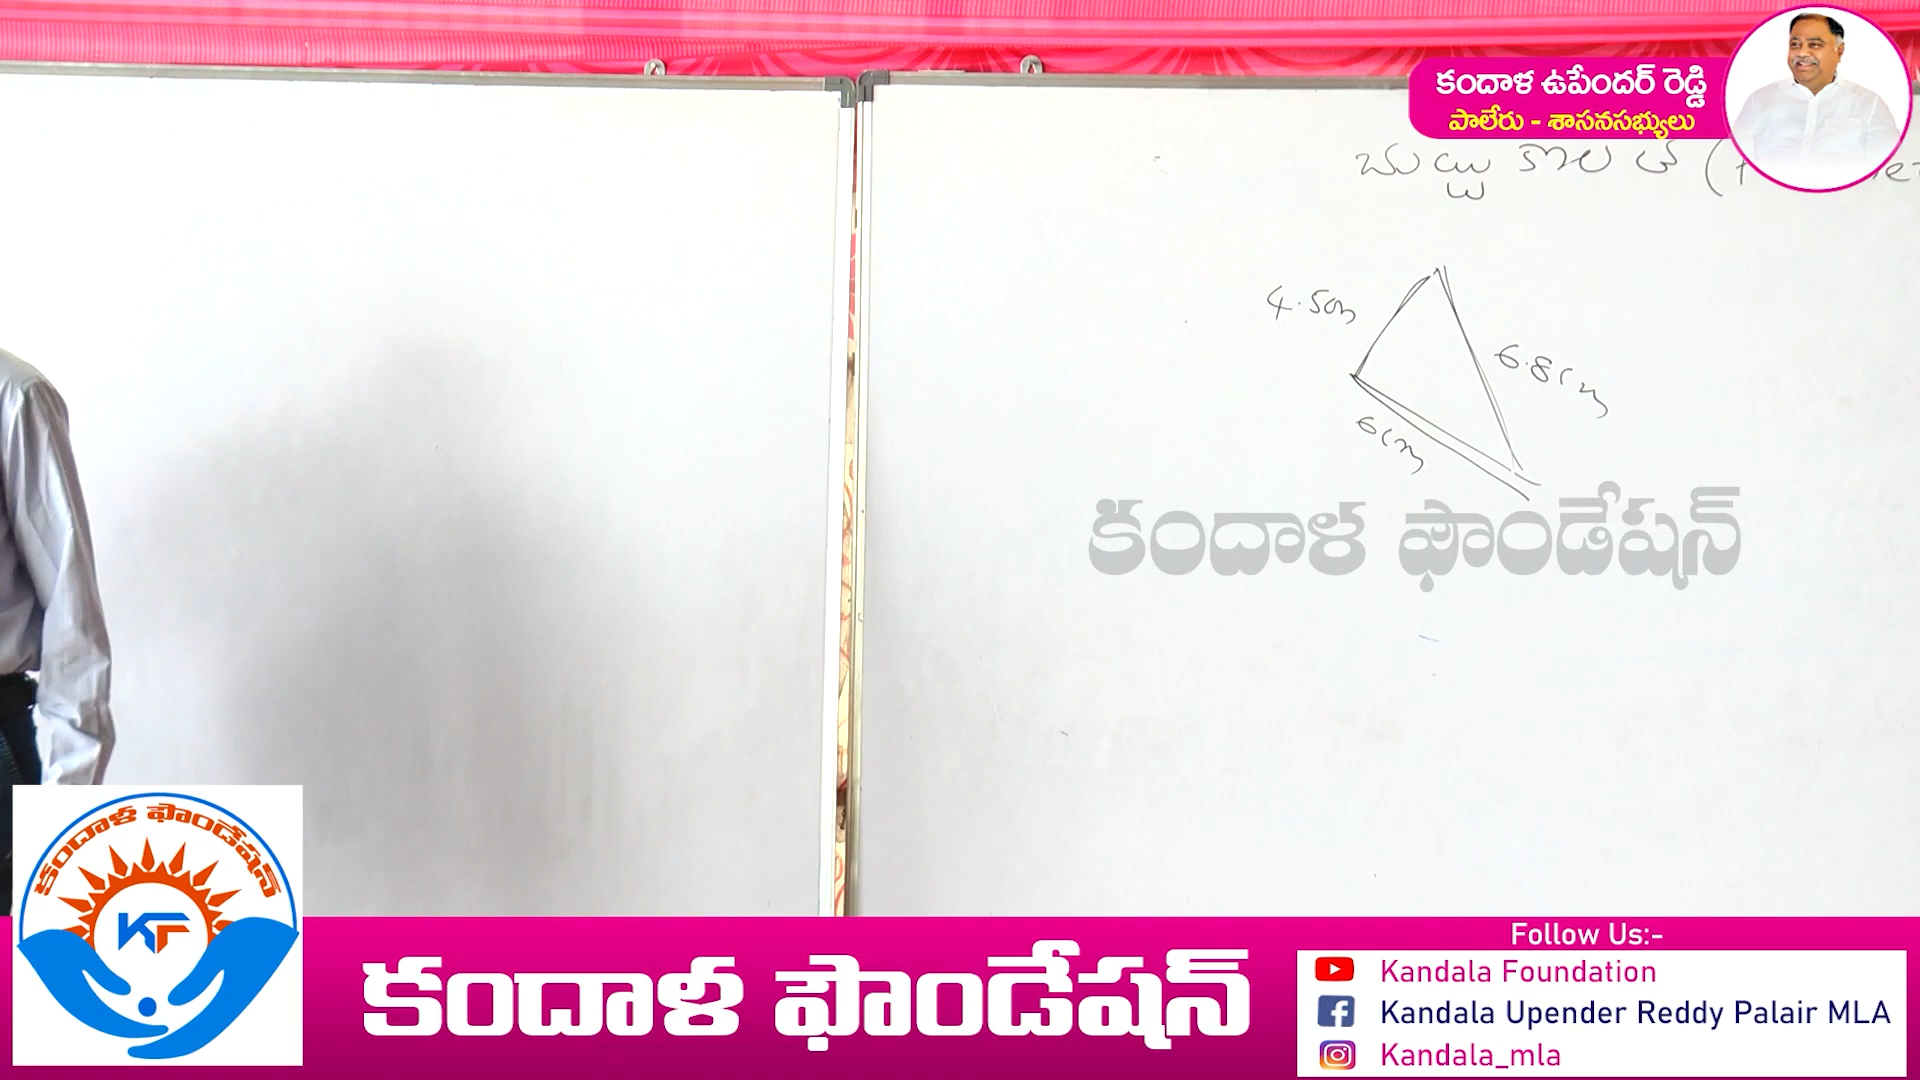 కందాళ ఉపేందర్ రెడ్డి
పాలేరు - శాసనసభ్యులు
చుట్టు కొలత (
4.5cm
6.8cm
6cm
కందాళ ఫౌండేషన్
కందాళ ఫౌండేషన్
KF
కందాళ ఫౌండేషన్
Follow Us:-
Kandala Foundation
Kandala Upender Reddy Palair MLA
Kandala_mla